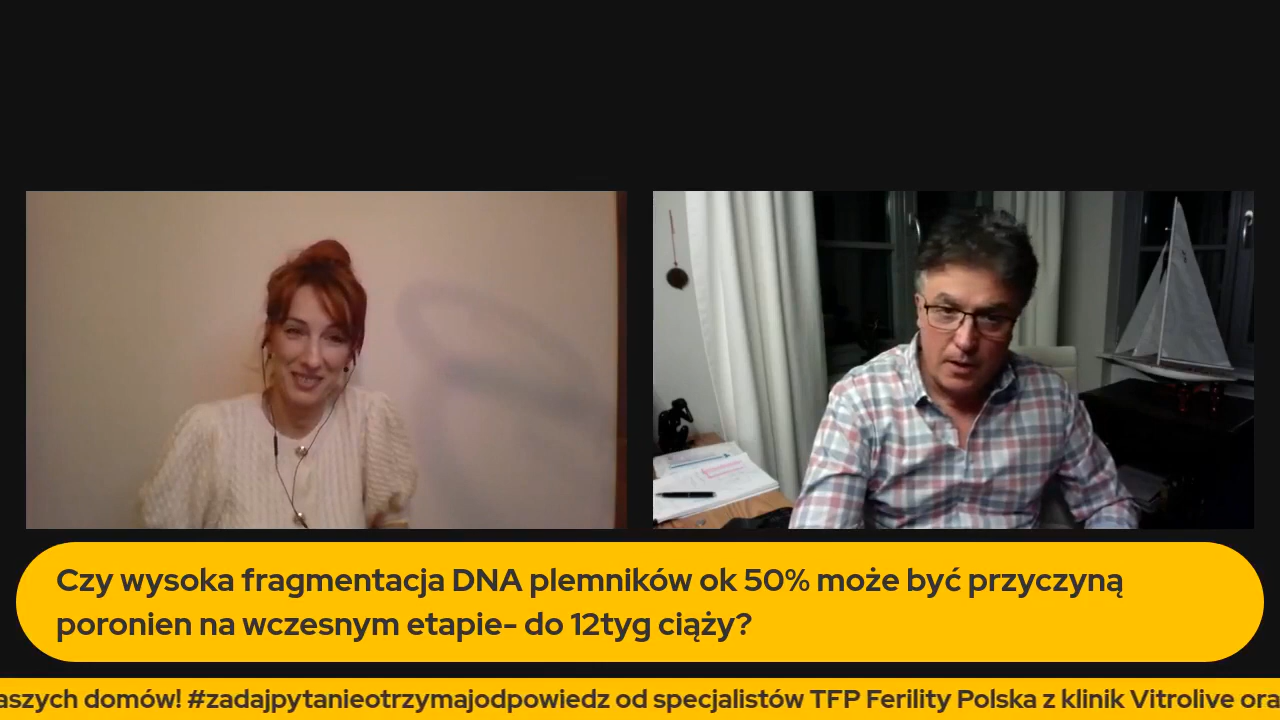 Czy wysoka fragmentacja DNA plemników ok 50% może być przyczyną
poronien na wczesnym etapie- do 12tyg ciąży?
aszych domów! #zadajpytanieotrzymajodpowiedz od specjalistów TFP Ferility Polska z klinik Vitrolive ora